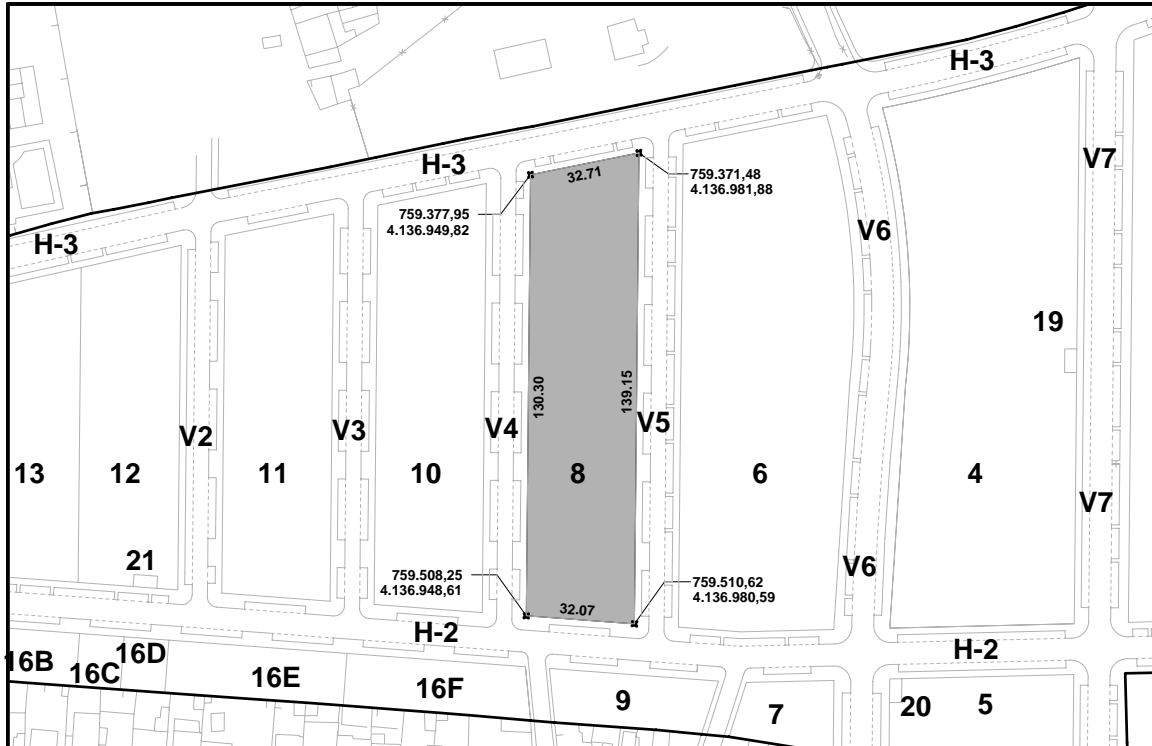 H-3
H-3
H-3
V7
32.71
759.371,48
4.136.981,88
759.377,95
4.136.949,82
V6
19
130.30
139.15
V2
V3
V4
V5
13
12
11
10
8
6
4
V7
21
759.508,25
4.136.948,61
759.510,62
4.136.980,59
V6
32.07
H-2
H-2
16B
16C
16D
16E
16F
9
7
20
5